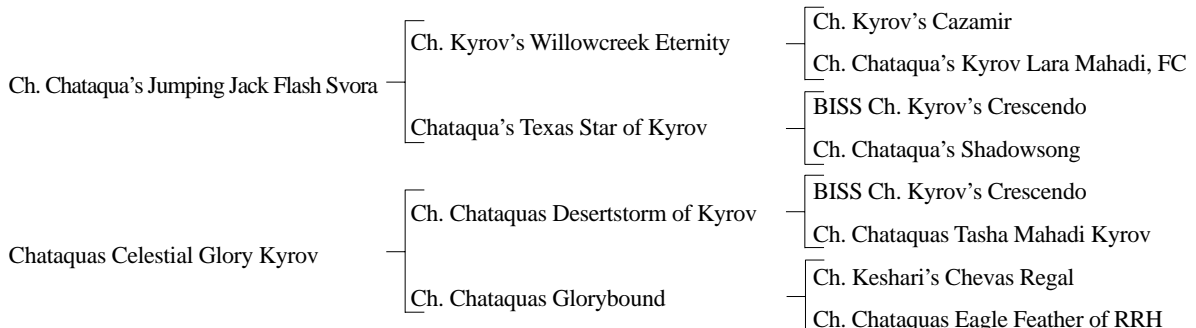 Ch. Kyrov’s Cazamir
Ch. Kyrov’s Willowcreek Eternity
Ch. Chataqua’s Kyrov Lara Mahadi, FC
Ch. Chataqua’s Jumping Jack Flash Svora
BISS Ch. Kyrov’s Crescendo
Chataqua’s Texas Star of Kyrov
Ch. Chataqua’s Shadowsong
BISS Ch. Kyrov’s Crescendo
Ch. Chataquas Desertstorm of Kyrov
Ch. Chataquas Tasha Mahadi Kyrov
Chataquas Celestial Glory Kyrov
Ch. Keshari’s Chevas Regal
Ch. Chataquas Glorybound
Ch. Chataquas Eagle Feather of RRH